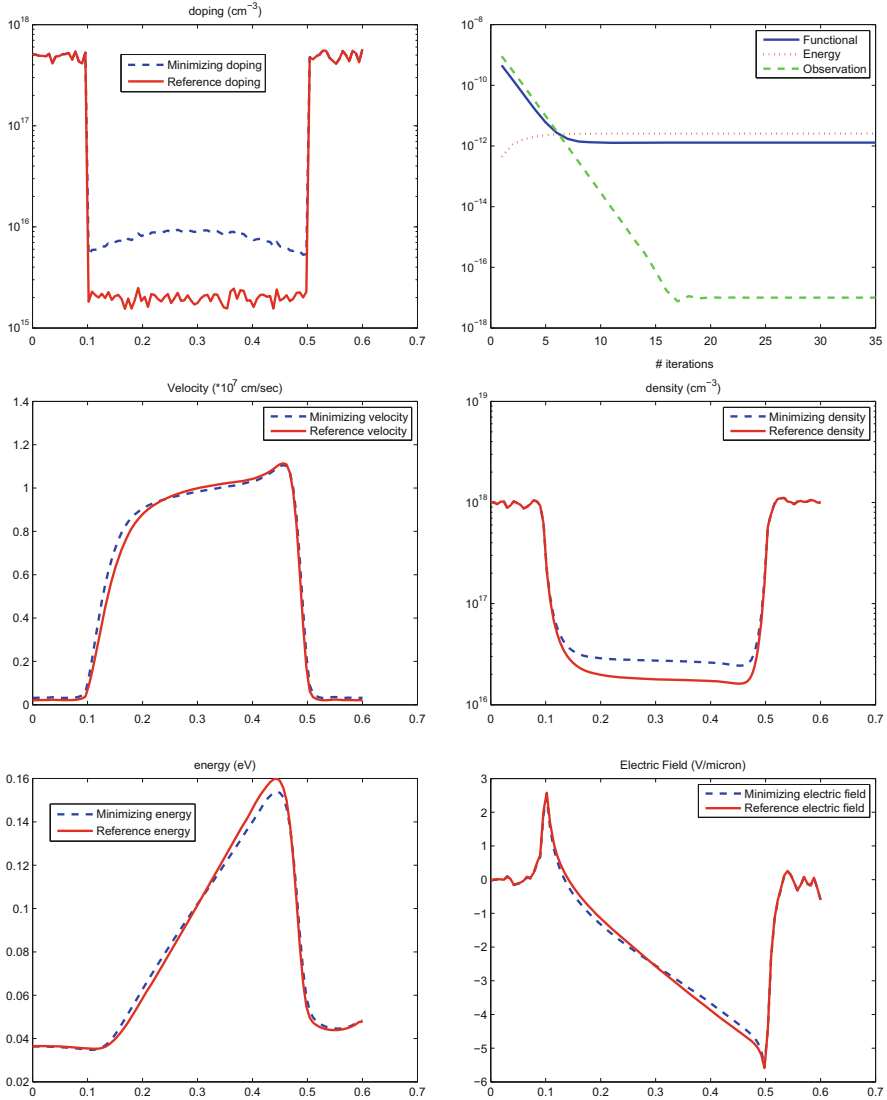 doping (cm⁻³)
10¹⁸
10¹⁷
10¹⁶
10¹⁵
Minimizing doping
Reference doping
0 0.1 0.2 0.3 0.4 0.5 0.6 0.7
10⁻⁸
10⁻¹⁰
10⁻¹²
10⁻¹⁴
10⁻¹⁶
10⁻¹⁸
Functional
Energy
Observation
0 5 10 15 20 25 30 35
# iterations
Velocity (*10⁷ cm/sec)
1.4
1.2
1
0.8
0.6
0.4
0.2
0
Minimizing velocity
Reference velocity
0 0.1 0.2 0.3 0.4 0.5 0.6 0.7
density (cm⁻³)
10¹⁹
10¹⁸
10¹⁷
10¹⁶
Minimizing density
Reference density
0 0.1 0.2 0.3 0.4 0.5 0.6 0.7
energy (eV)
0.16
0.14
0.12
0.1
0.08
0.06
0.04
0.02
Minimizing energy
Reference energy
0 0.1 0.2 0.3 0.4 0.5 0.6 0.7
Electric Field (V/micron)
3
2
1
0
−1
−2
−3
−4
−5
−6
Minimizing electric field
Reference electric field
0 0.1 0.2 0.3 0.4 0.5 0.6 0.7